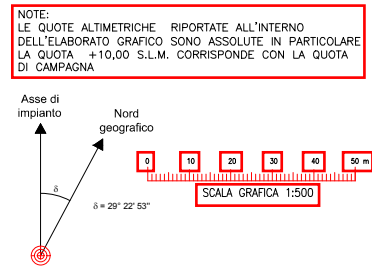 NOTE:
LE QUOTE ALTIMETRICHE RIPORTATE ALL'INTERNO
DELL'ELABORATO GRAFICO SONO ASSOLUTE IN PARTICOLARE
LA QUOTA +10,00 S.L.M. CORRISPONDE CON LA QUOTA
DI CAMPAGNA
Asse di
impianto
Nord
geografico
δ
δ = 29° 22' 53"
0 10 20 30 40 50 m
SCALA GRAFICA 1:500